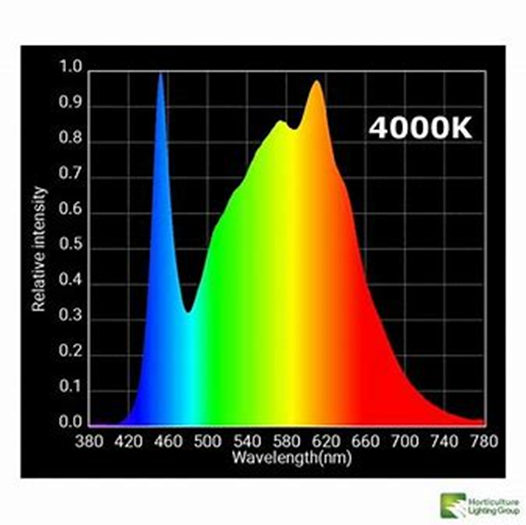 1.0
0.9
0.8
0.7
0.6
0.5
0.4
0.3
0.2
0.1
0.0
Relative intensity
4000K
380 420 460 500 540 580 620 660 700 740 780
Wavelength(nm)
Horticulture
Lighting Group